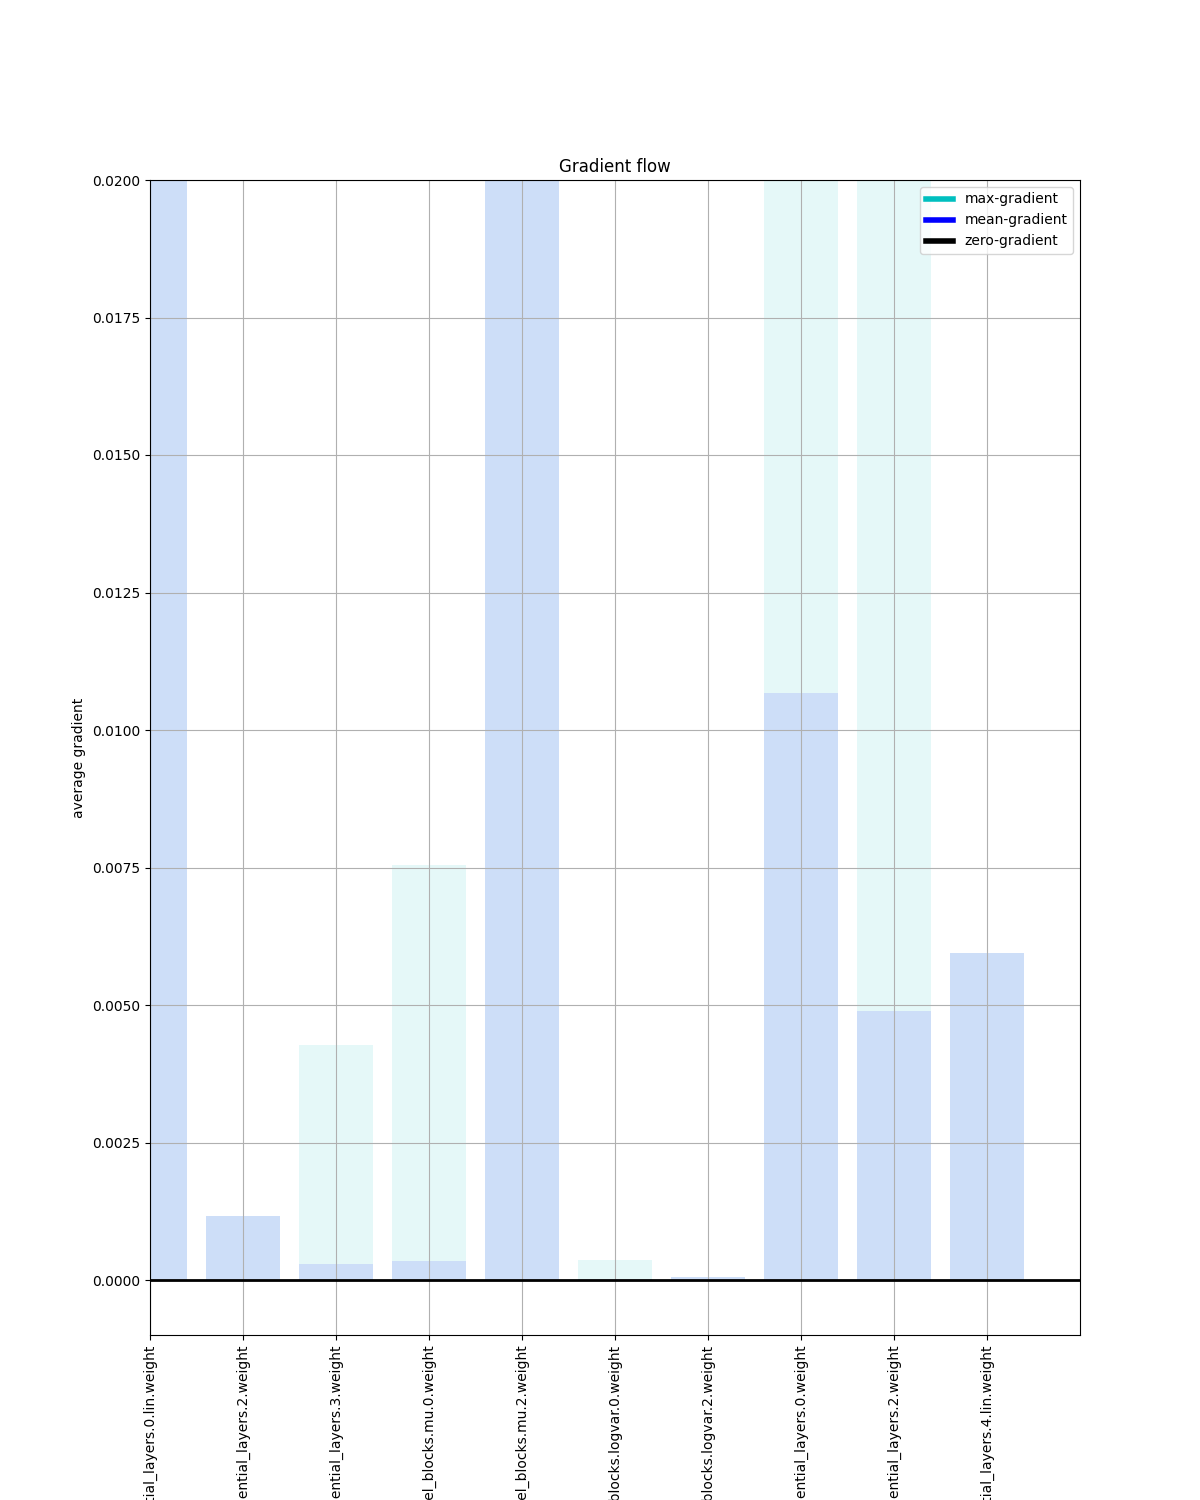 Gradient flow
max-gradient
mean-gradient
zero-gradient
0.0200
0.0175
0.0150
0.0125
0.0100
0.0075
0.0050
0.0025
0.0000
average gradient
tial_layers.0.lin.weight
ential_layers.2.weight
ential_layers.3.weight
el_blocks.mu.0.weight
el_blocks.mu.2.weight
blocks.logvar.0.weight
blocks.logvar.2.weight
ential_layers.0.weight
ential_layers.2.weight
tial_layers.4.lin.weight